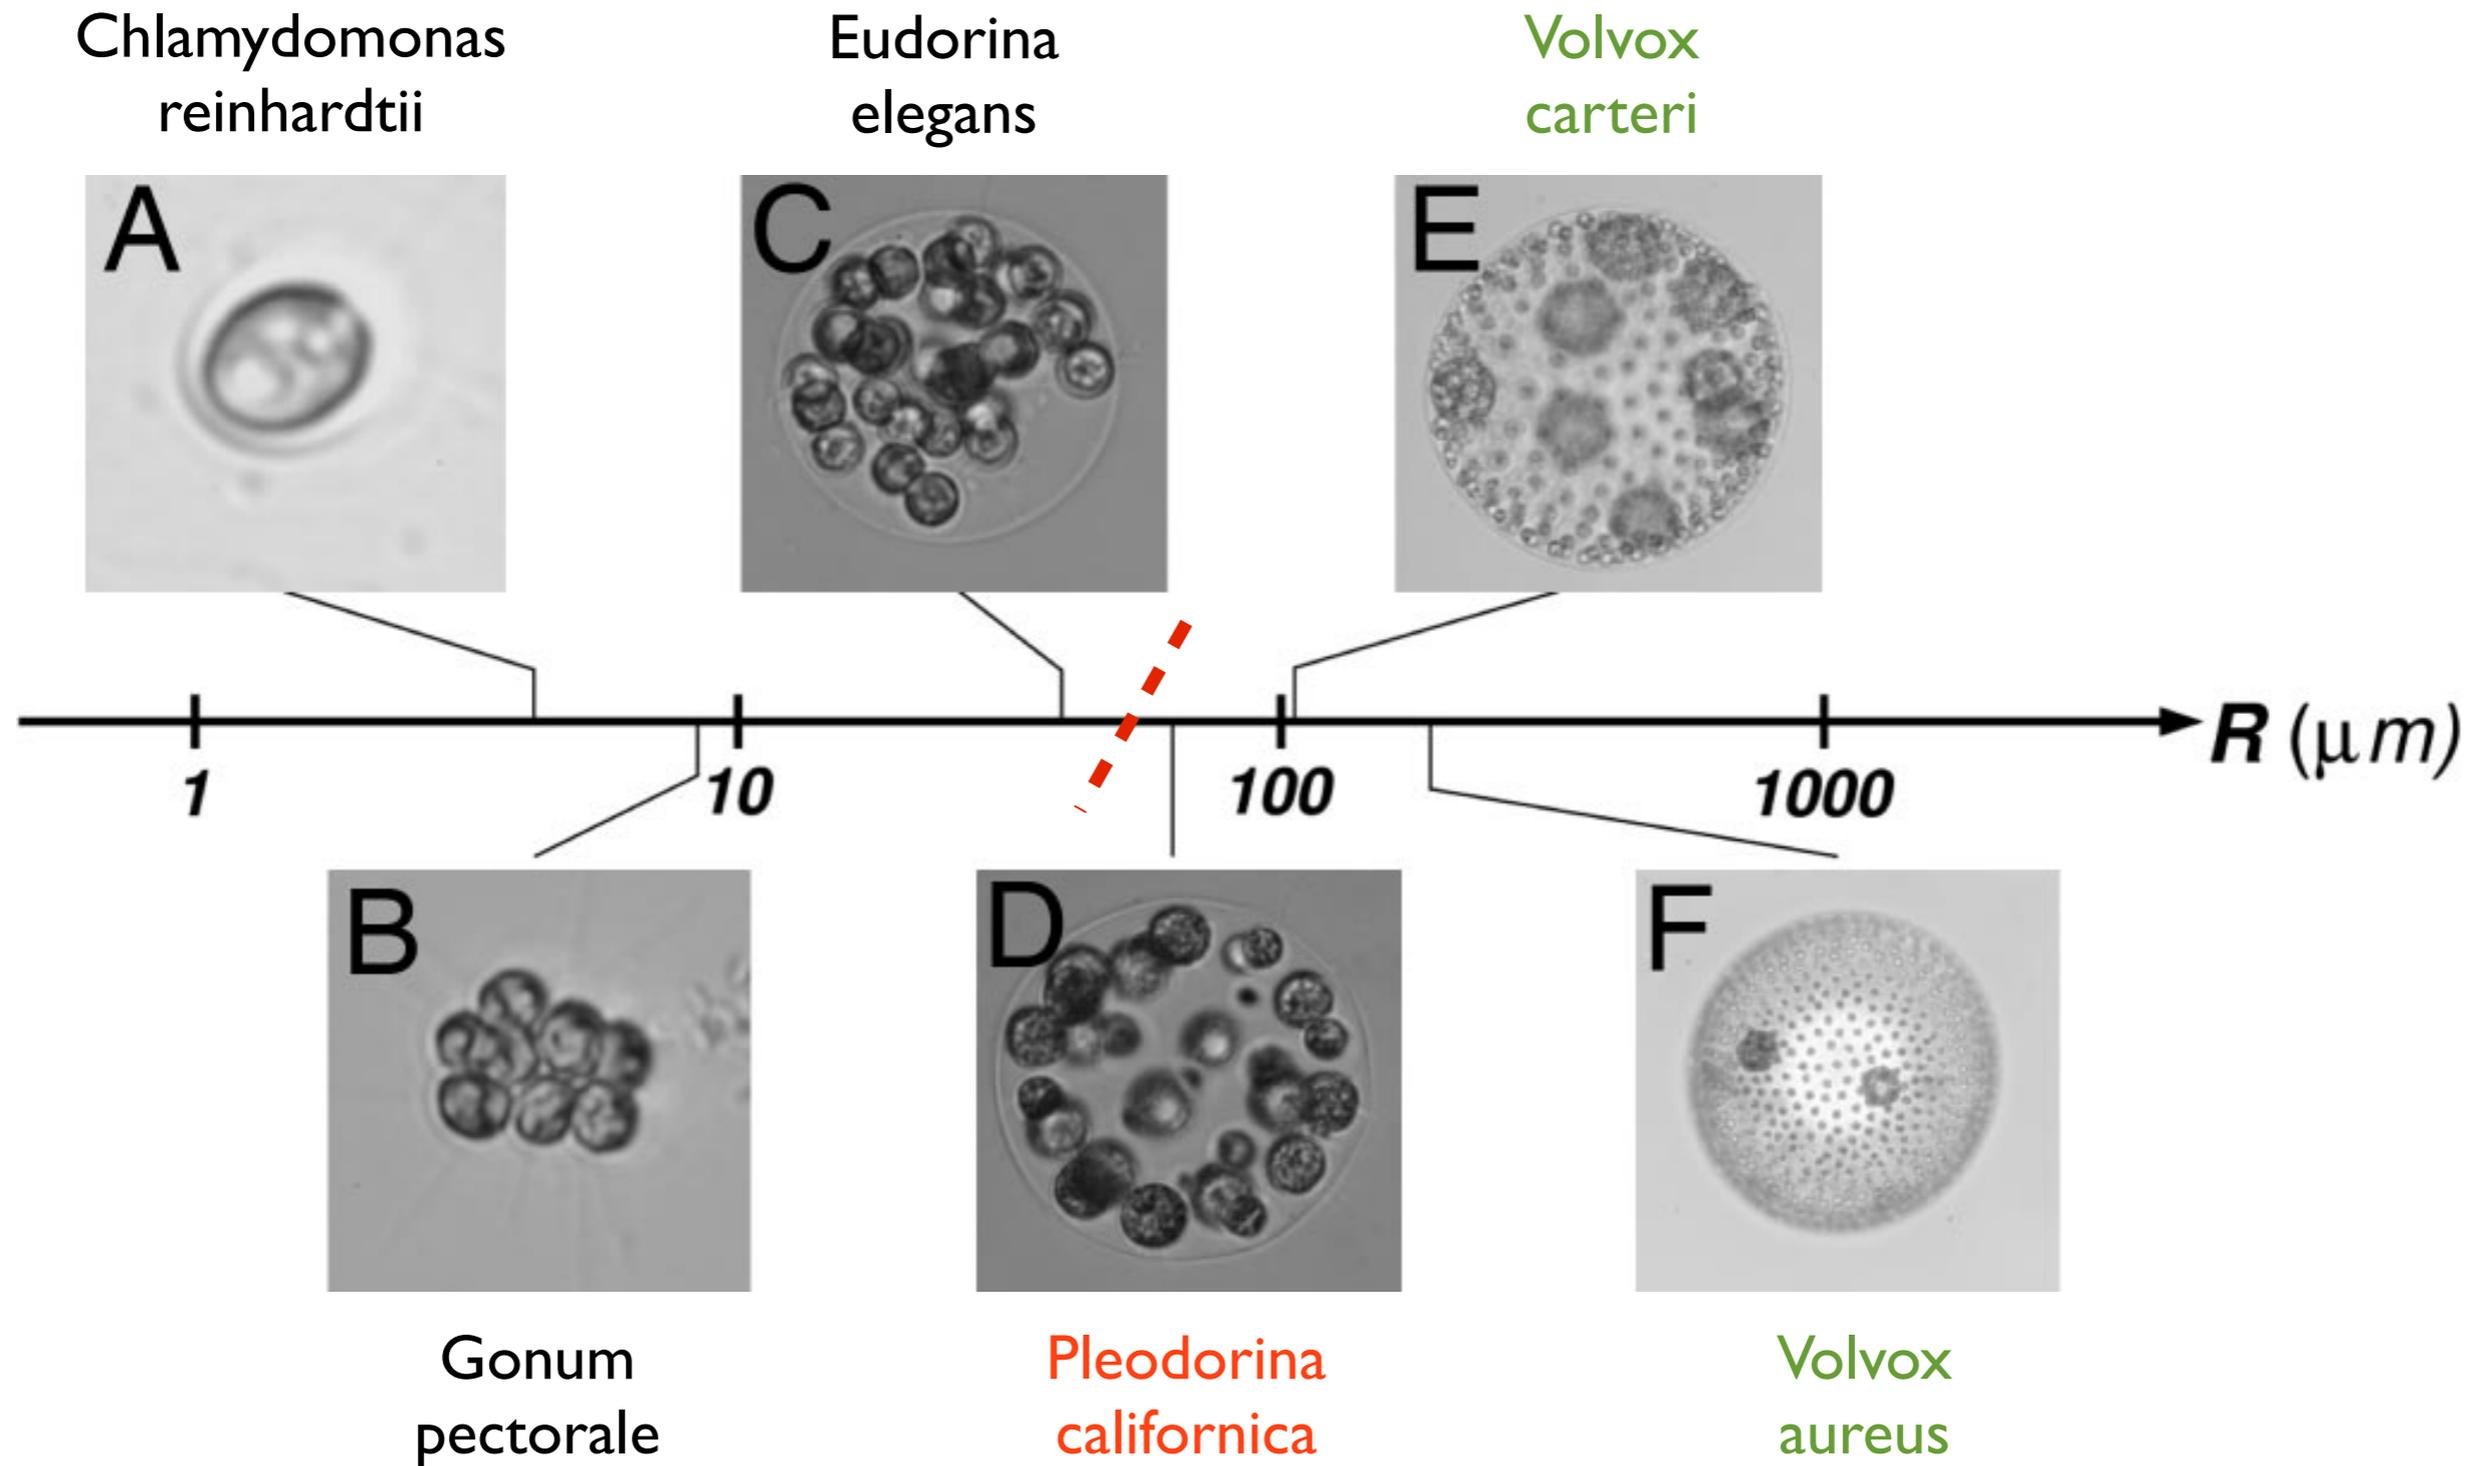 Chlamydomonas
reinhardtii
Eudorina
elegans
Volvox
carteri
A
C
E
1
10
100
1000
R (μm)
B
D
F
Gonum
pectorale
Pleodorina
californica
Volvox
aureus